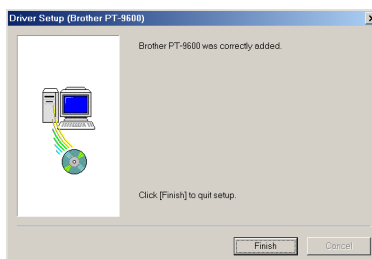 Driver Setup (Brother PT-9600)
Brother PT-9600 was correctly added.
Click [Finish] to quit setup.
Finish
Cancel